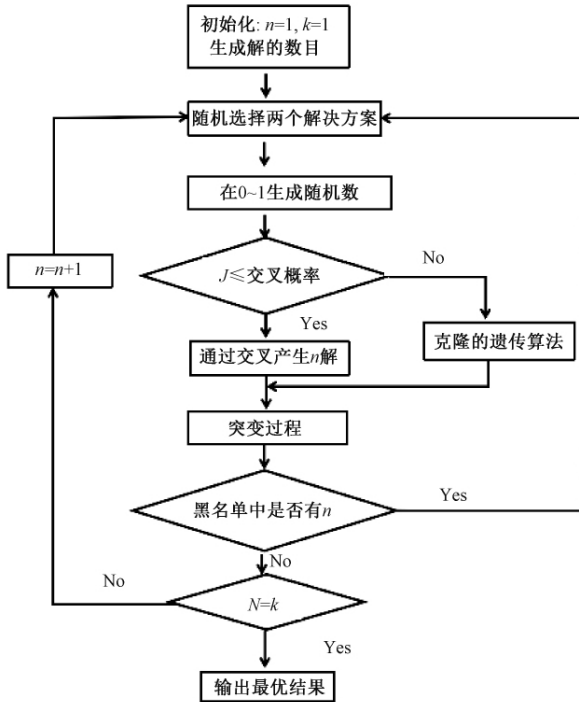 初始化: n=1, k=1
生成解的数目
随机选择两个解决方案
在0~1生成随机数
n=n+1
J≤交叉概率
No
Yes
通过交叉产生n解
克隆的遗传算法
突变过程
黑名单中是否有n
Yes
No
No
N=k
Yes
输出最优结果